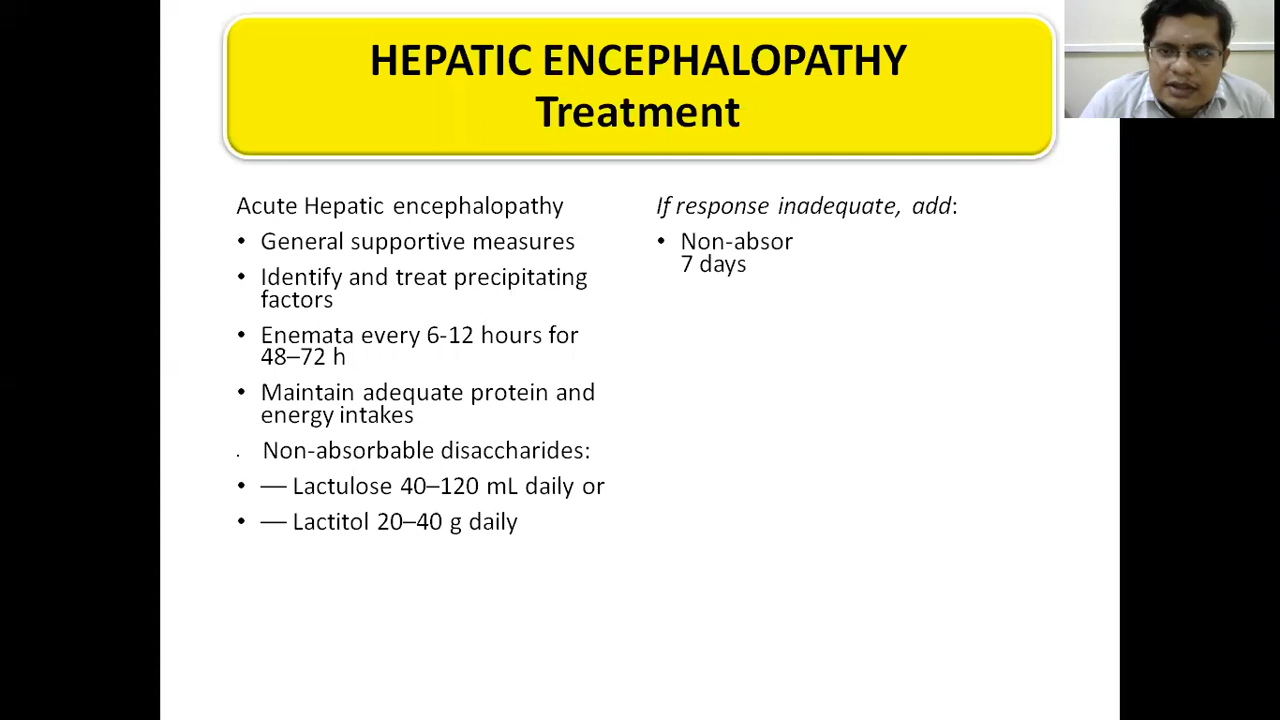 HEPATIC ENCEPHALOPATHY
Treatment
Acute Hepatic encephalopathy
• General supportive measures
• Identify and treat precipitating
factors
• Enemata every 6-12 hours for
48–72 h
• Maintain adequate protein and
energy intakes
. Non-absorbable disaccharides:
• — Lactulose 40–120 mL daily or
• — Lactitol 20–40 g daily
If response inadequate, add:
• Non-absor
7 days